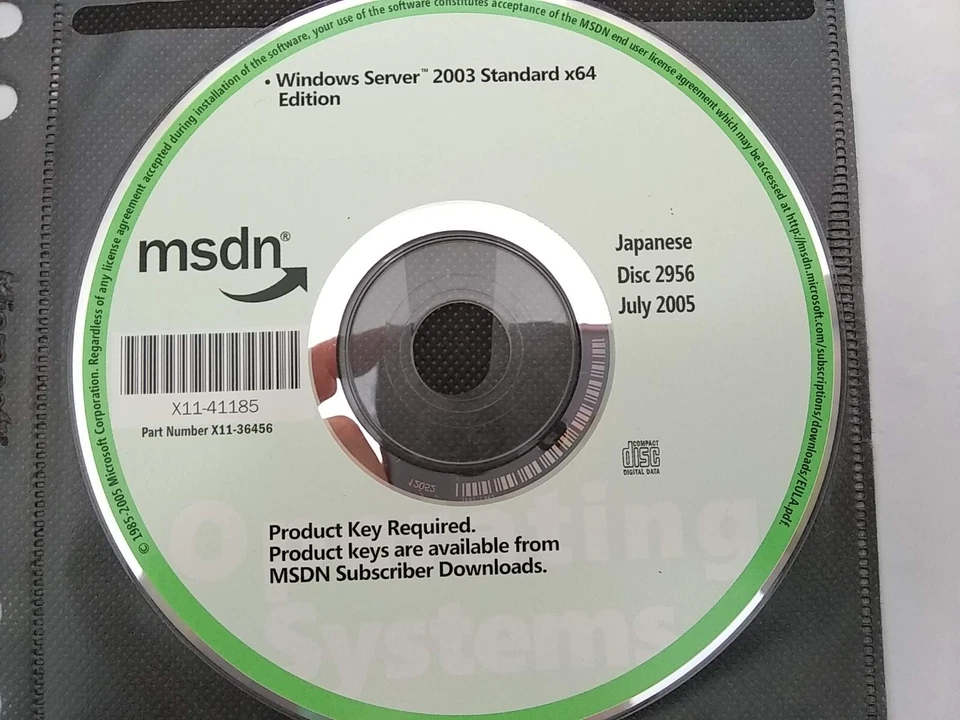 © 1985-2005 Microsoft Corporation. Regardless of any license agreement accepted during installation of the software, your use of the software constitutes acceptance of the MSDN end user license agreement which may be accessed at http://msdn.microsoft.com/subscriptions/downloads/EULA.pdf.
• Windows Server™ 2003 Standard x64
Edition
msdn®
Japanese
Disc 2956
July 2005
X11-41185
Part Number X11-36456
COMPACT
disc
DIGITAL DATA
Product Key Required.
Product keys are available from
MSDN Subscriber Downloads.
Operating
Systems